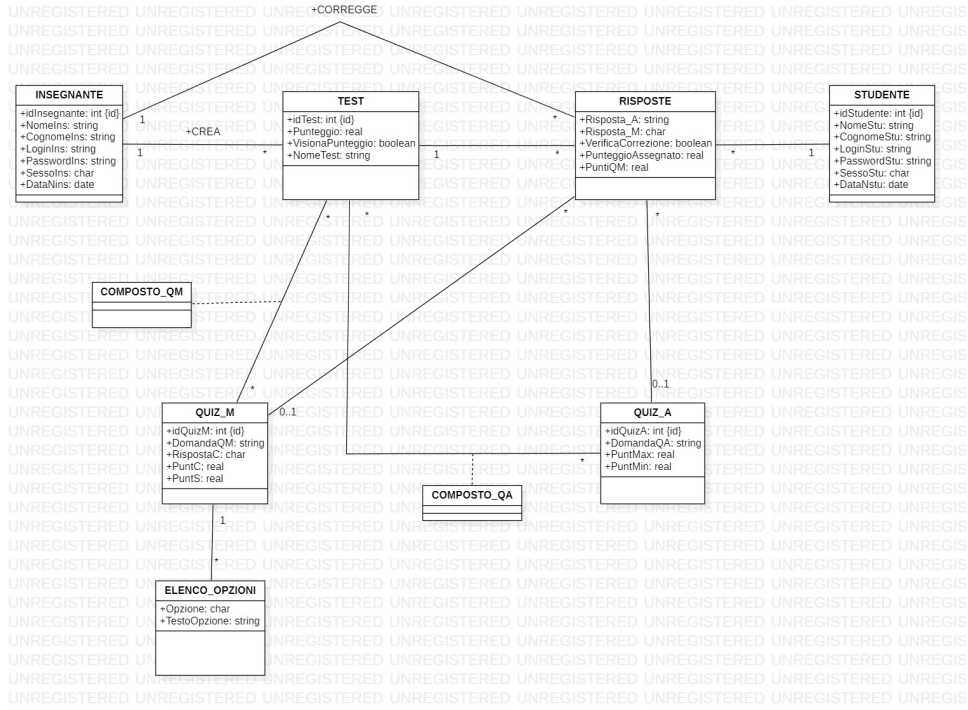 +CORREGGE
INSEGNANTE
+idInsegnante: int {id}
+NomeIns: string
+CognomeIns: string
+LoginIns: string
+PasswordIns: string
+SessoIns: char
+DataNins: date
1
1
+CREA
*
TEST
+idTest: int {id}
+Punteggio: real
+VisionaPunteggio: boolean
+NomeTest: string
1
*
*
RISPOSTE
+Risposta_A: string
+Risposta_M: char
+VerificaCorrezione: boolean
+PunteggioAssegnato: real
+PuntiQM: real
*
1
STUDENTE
+idStudente: int {id}
+NomeStu: string
+CognomeStu: string
+LoginStu: string
+PasswordStu: string
+SessoStu: char
+DataNstu: date
*
*
*
*
COMPOSTO_QM
*
0..1
0..1
QUIZ_M
+idQuizM: int {id}
+DomandaQM: string
+RispostaC: char
+PuntC; real
+PuntS: real
QUIZ_A
+idQuizA: int {id}
+DomandaQA: string
+PuntMax: real
+PuntMin: real
*
COMPOSTO_QA
1
*
ELENCO_OPZIONI
+Opzione: char
+TestoOpzione: string
UNREGISTERED